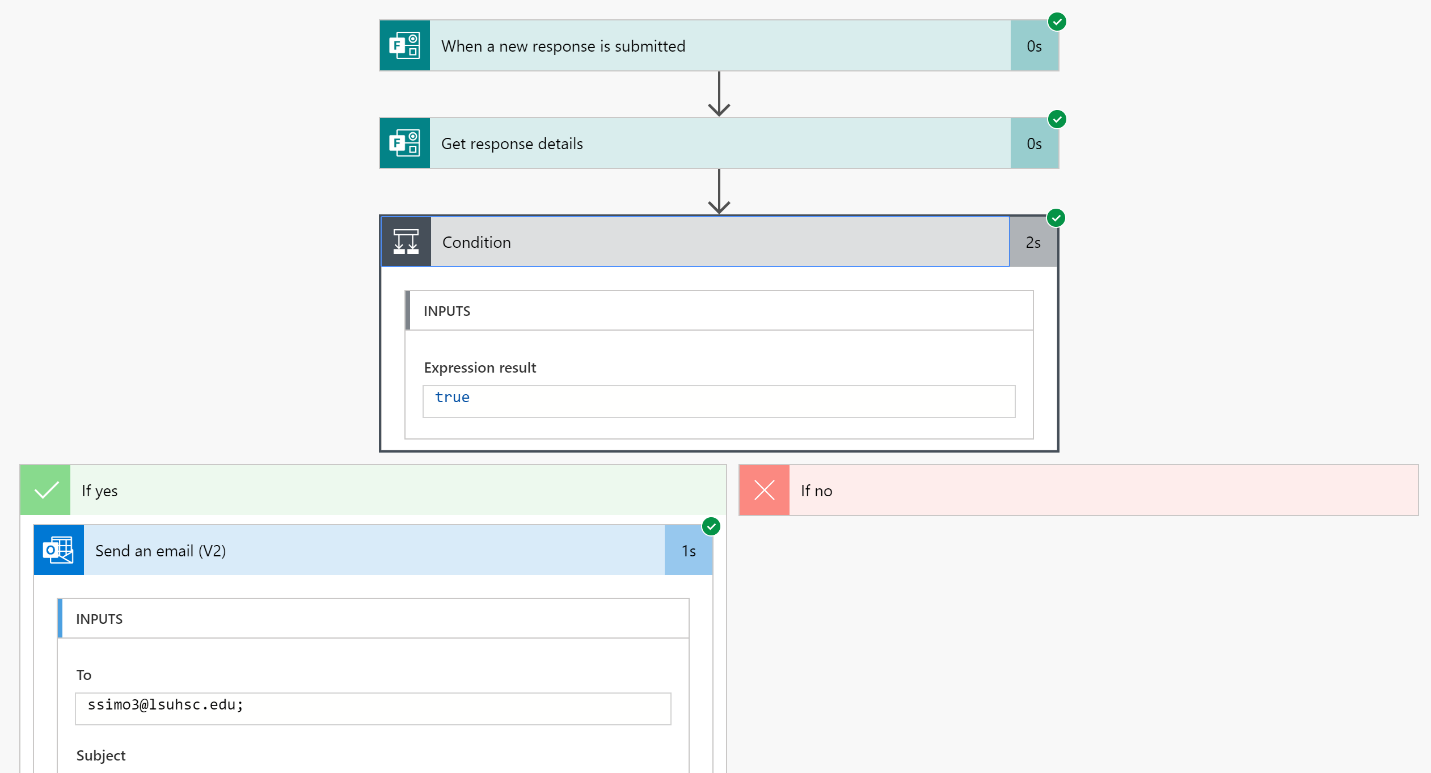 When a new response is submitted
0s
Get response details
0s
Condition
2s
INPUTS
Expression result
true
If yes
If no
Send an email (V2)
1s
INPUTS
To
ssimo3@lsuhsc.edu;
Subject